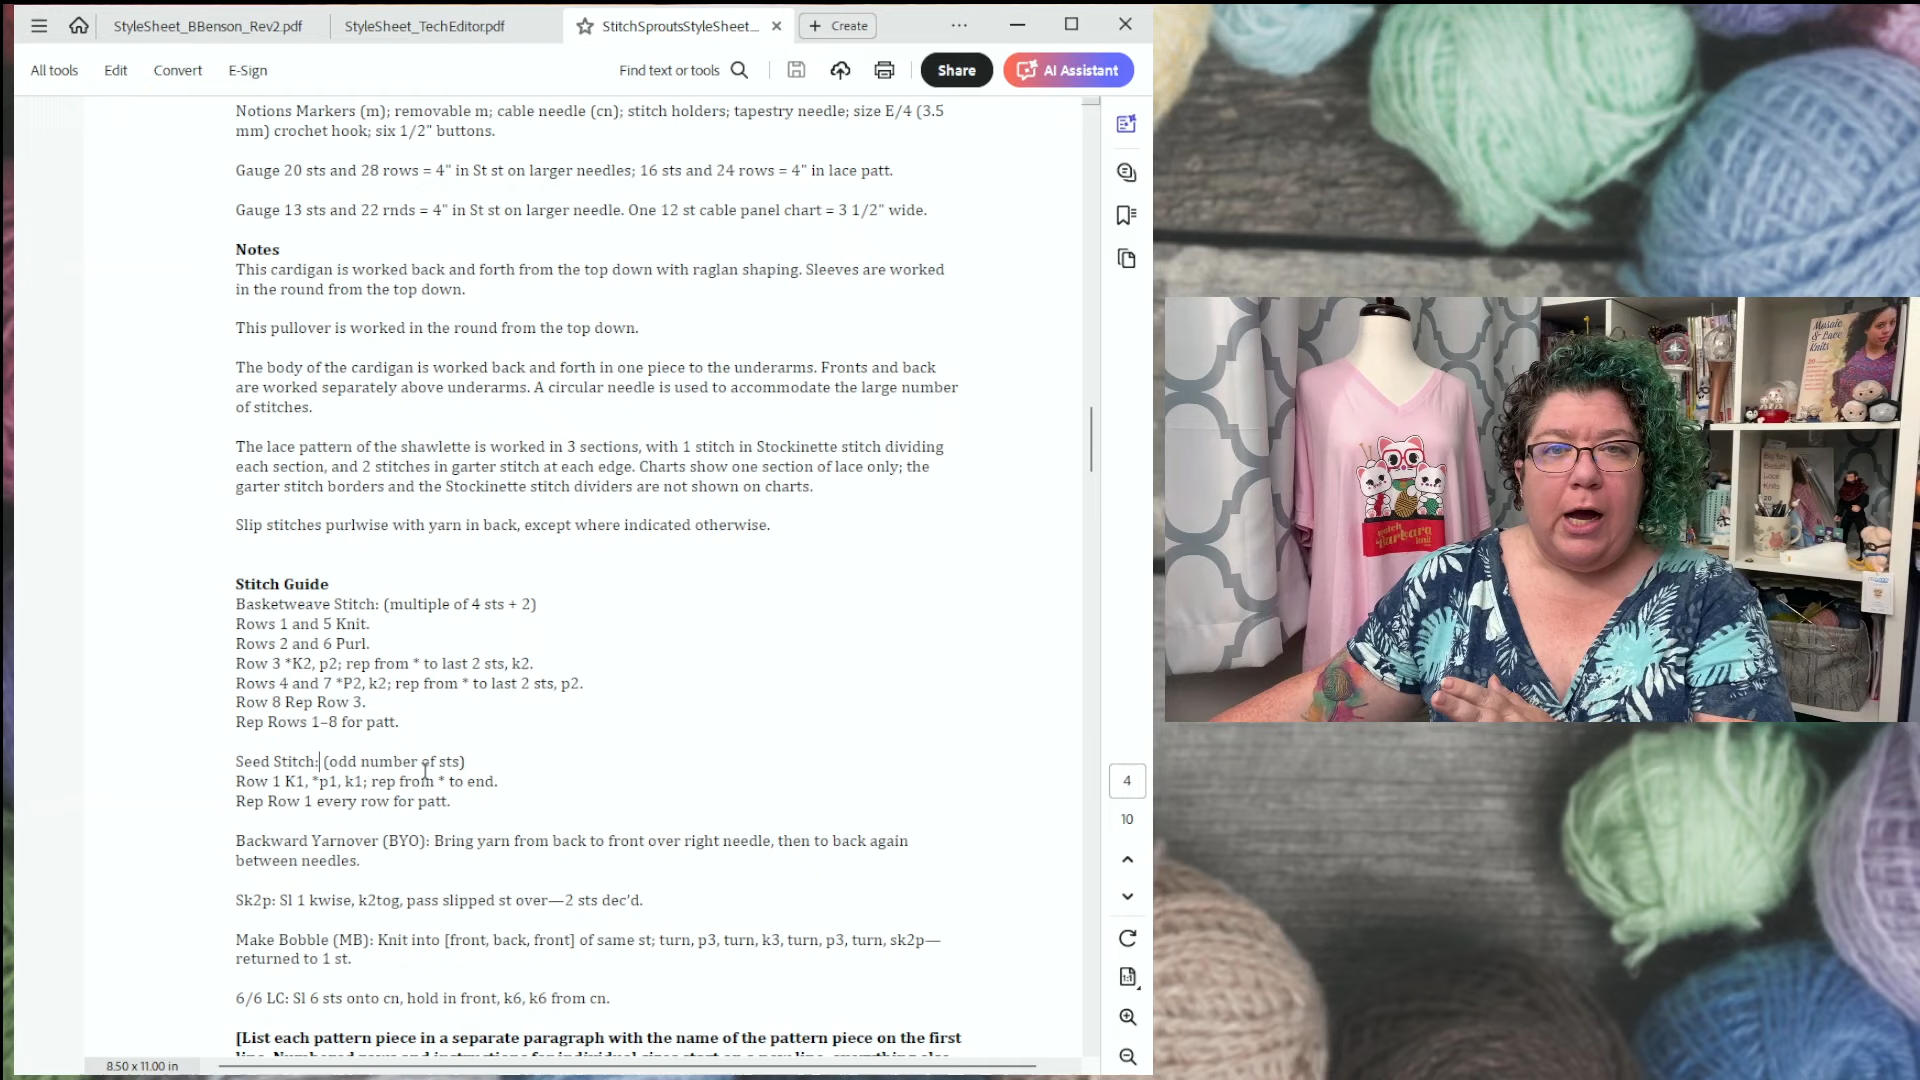 StyleSheet_BBenson_Rev2.pdf
StyleSheet_TechEditor.pdf
StitchSproutsStyleSheet_...
Create
All tools
Edit
Convert
E-Sign
Find text or tools
Share
AI Assistant
Notions Markers (m); removable m; cable needle (cn); stitch holders; tapestry needle; size E/4 (3.5
mm) crochet hook; six 1/2" buttons.
Gauge 20 sts and 28 rows = 4" in St st on larger needles; 16 sts and 24 rows = 4" in lace patt.
Gauge 13 sts and 22 rnds = 4" in St st on larger needle. One 12 st cable panel chart = 3 1/2" wide.
Notes
This cardigan is worked back and forth from the top down with raglan shaping. Sleeves are worked
in the round from the top down.
This pullover is worked in the round from the top down.
The body of the cardigan is worked back and forth in one piece to the underarms. Fronts and back
are worked separately above underarms. A circular needle is used to accommodate the large number
of stitches.
The lace pattern of the shawlette is worked in 3 sections, with 1 stitch in Stockinette stitch dividing
each section, and 2 stitches in garter stitch at each edge. Charts show one section of lace only; the
garter stitch borders and the Stockinette stitch dividers are not shown on charts.
Slip stitches purlwise with yarn in back, except where indicated otherwise.
Stitch Guide
Basketweave Stitch: (multiple of 4 sts + 2)
Rows 1 and 5 Knit.
Rows 2 and 6 Purl.
Row 3 *K2, p2; rep from * to last 2 sts, k2.
Rows 4 and 7 *P2, k2; rep from * to last 2 sts, p2.
Row 8 Rep Row 3.
Rep Rows 1–8 for patt.
Seed Stitch: (odd number of sts)
Row 1 K1, *p1, k1; rep from * to end.
Rep Row 1 every row for patt.
Backward Yarnover (BYO): Bring yarn from back to front over right needle, then to back again
between needles.
Sk2p: Sl 1 kwise, k2tog, pass slipped st over—2 sts dec'd.
Make Bobble (MB): Knit into [front, back, front] of same st; turn, p3, turn, k3, turn, p3, turn, sk2p—
returned to 1 st.
6/6 LC: Sl 6 sts onto cn, hold in front, k6, k6 from cn.
[List each pattern piece in a separate paragraph with the name of the pattern piece on the first
8.50 x 11.00 in
4
10
Mosaic
& Lace
Knits
20
watch
Barbara
knit
Lace
Knits
20